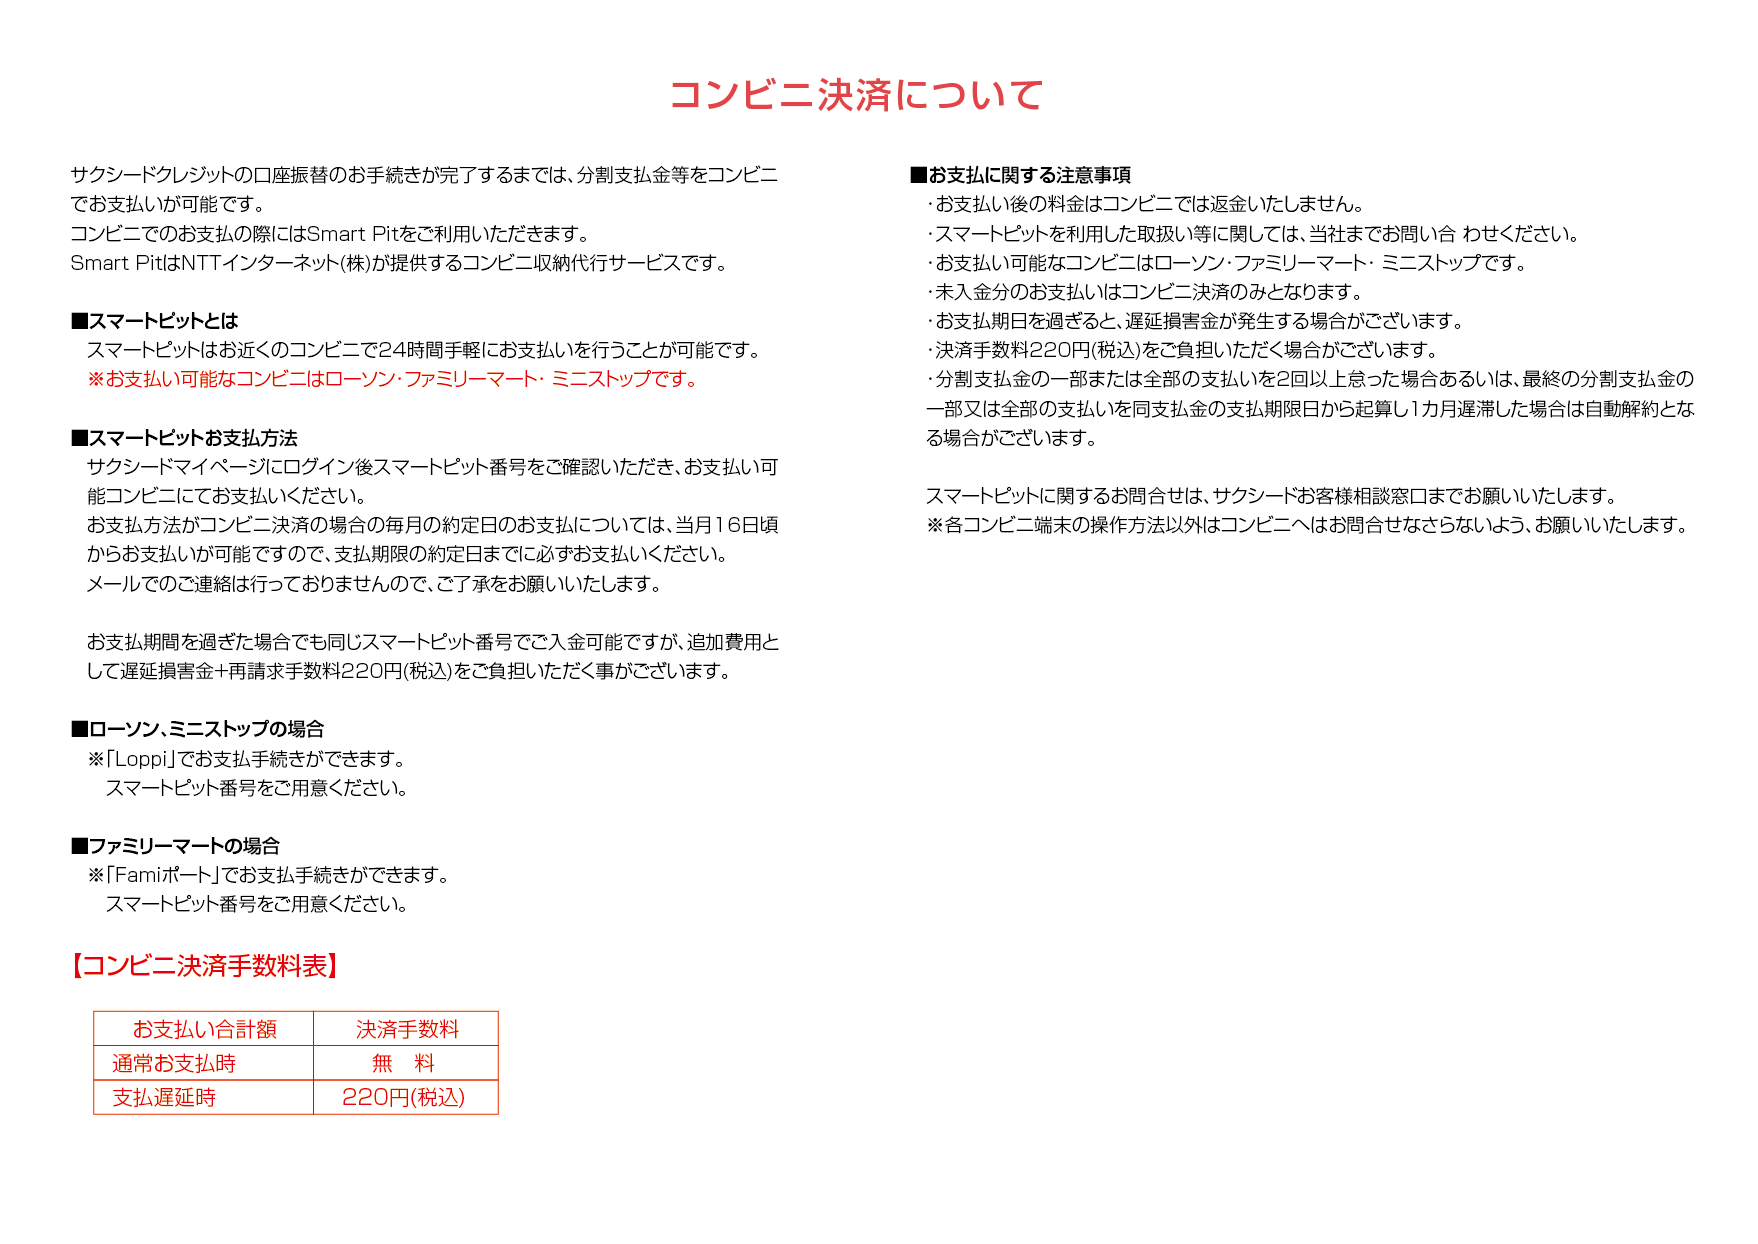 コンビニ決済について
サクシードクレジットの口座振替のお手続きが完了するまでは、分割支払金等をコンビニ
でお支払いが可能です。
コンビニでのお支払の際にはSmart Pitをご利用いただきます。
Smart PitはNTTインターネット(株)が提供するコンビニ収納代行サービスです。
■スマートピットとは
スマートピットはお近くのコンビニで24時間手軽にお支払いを行うことが可能です。
※お支払い可能なコンビニはローソン・ファミリーマート・ ミニストップです。
■スマートピットお支払方法
サクシードマイページにログイン後スマートピット番号をご確認いただき、お支払い可
能コンビニにてお支払いください。
お支払方法がコンビニ決済の場合の毎月の約定日のお支払については、当月16日頃
からお支払いが可能ですので、支払期限の約定日までに必ずお支払いください。
メールでのご連絡は行っておりませんので、ご了承をお願いいたします。
お支払期間を過ぎた場合でも同じスマートピット番号でご入金可能ですが、追加費用と
して遅延損害金+再請求手数料220円(税込)をご負担いただく事がございます。
■ローソン、ミニストップの場合
※「Loppi」でお支払手続きができます。
スマートピット番号をご用意ください。
■ファミリーマートの場合
※「Famiポート」でお支払手続きができます。
スマートピット番号をご用意ください。
【コンビニ決済手数料表】
お支払い合計額 決済手数料
通常お支払時 無　料
支払遅延時 220円(税込)
■お支払に関する注意事項
・お支払い後の料金はコンビニでは返金いたしません。
・スマートピットを利用した取扱い等に関しては、当社までお問い合 わせください。
・お支払い可能なコンビニはローソン・ファミリーマート・ ミニストップです。
・未入金分のお支払いはコンビニ決済のみとなります。
・お支払期日を過ぎると、遅延損害金が発生する場合がございます。
・決済手数料220円(税込)をご負担いただく場合がございます。
・分割支払金の一部または全部の支払いを2回以上怠った場合あるいは、最終の分割支払金の
一部又は全部の支払いを同支払金の支払期限日から起算し1カ月遅滞した場合は自動解約とな
る場合がございます。
スマートピットに関するお問合せは、サクシードお客様相談窓口までお願いいたします。
※各コンビニ端末の操作方法以外はコンビニへはお問合せなさらないよう、お願いいたします。